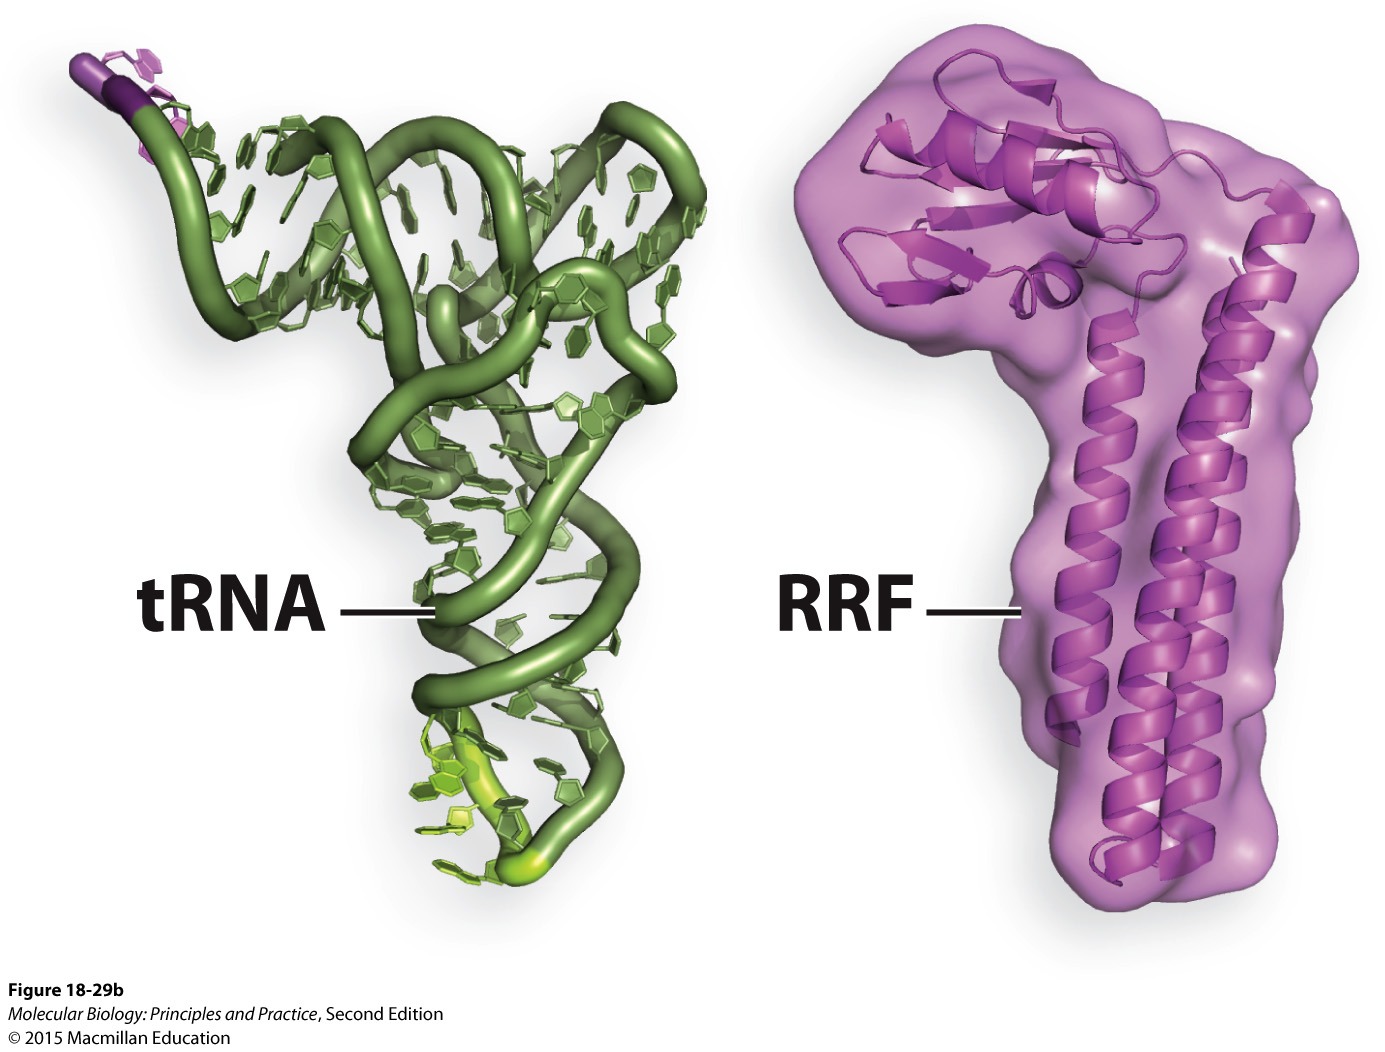 tRNA
RRF
Figure 18-29b
Molecular Biology: Principles and Practice, Second Edition
© 2015 Macmillan Education